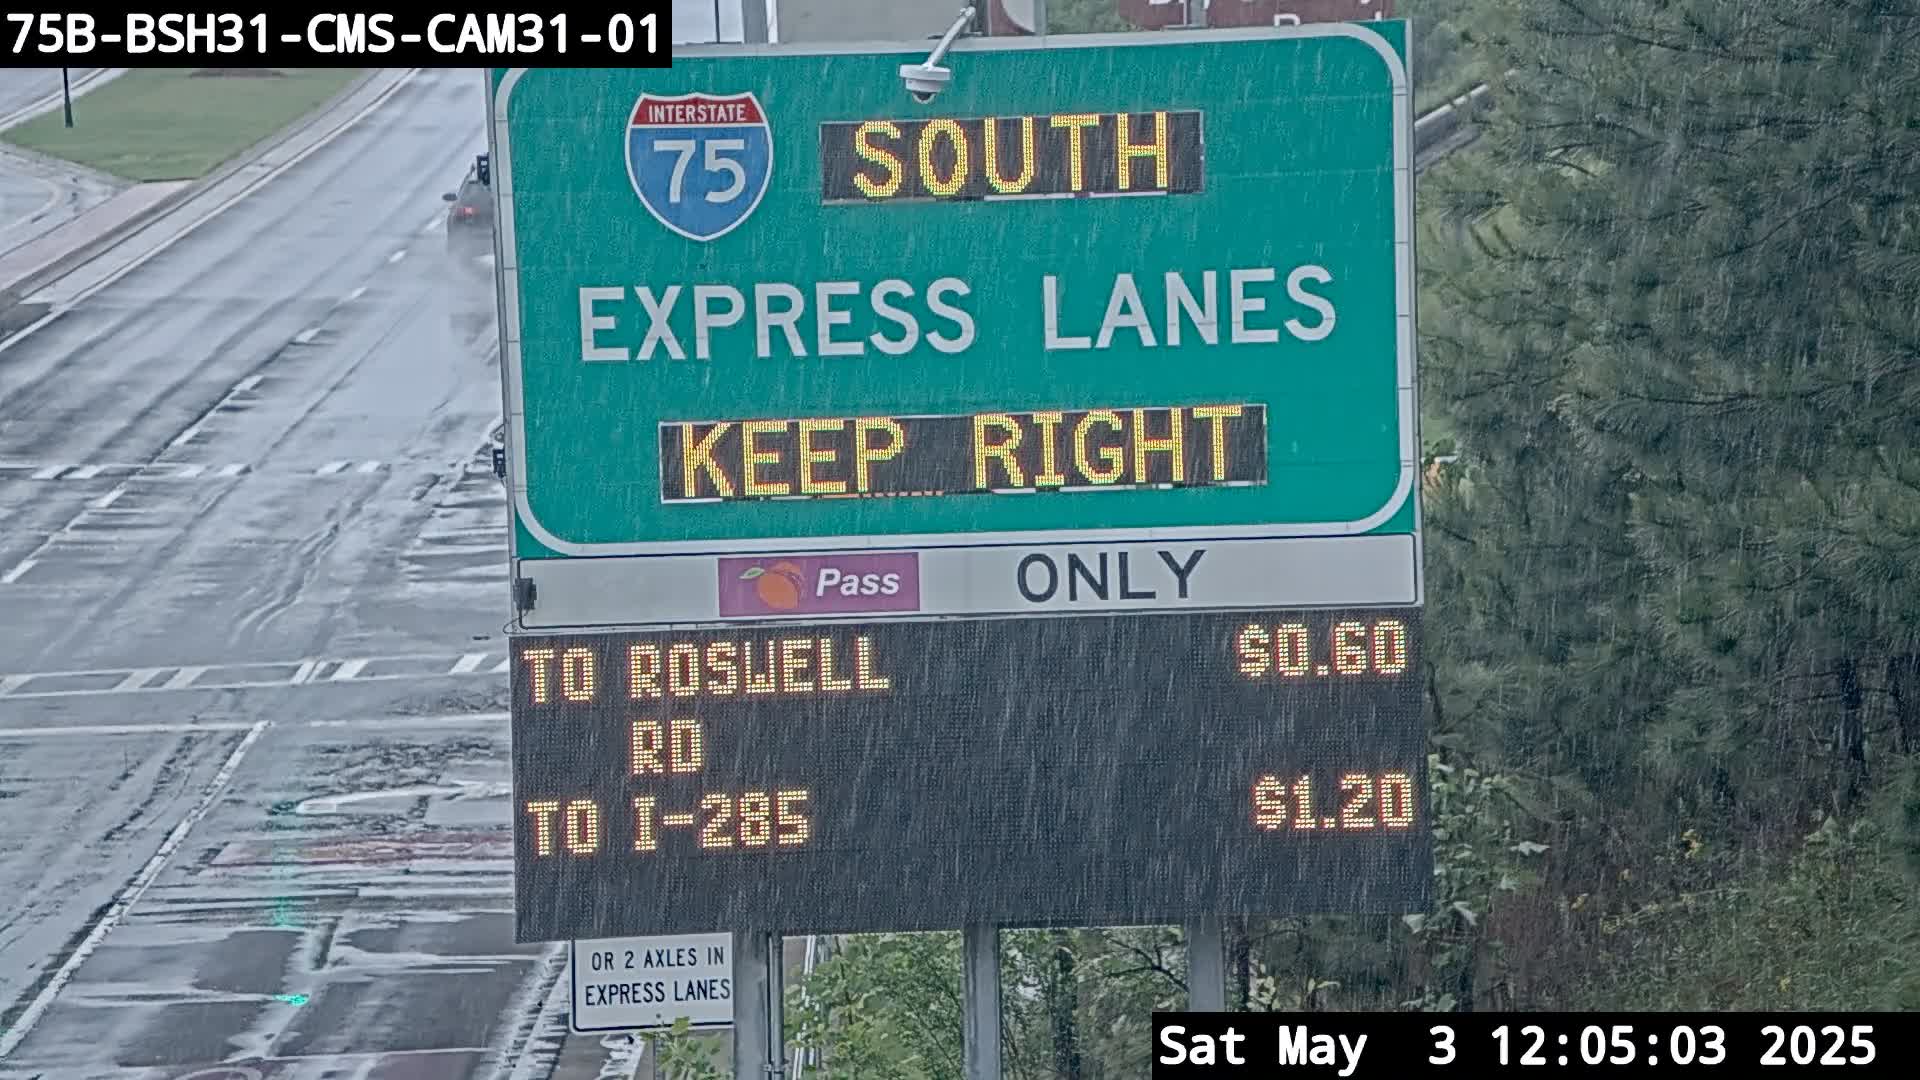 75B-BSH31-CMS-CAM31-01
INTERSTATE
75
SOUTH
EXPRESS LANES
KEEP RIGHT
Pass ONLY
TO ROSWELL $0.60
RD
TO I-285 $1.20
OR 2 AXLES IN
EXPRESS LANES
Sat May 3 12:05:03 2025